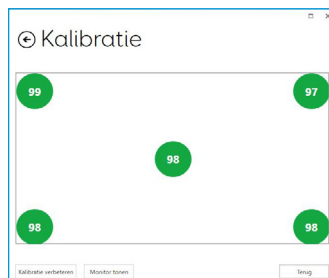 Kalibratie
99
97
98
98
98
Kalibratie verbeteren
Monitor tonen
Terug